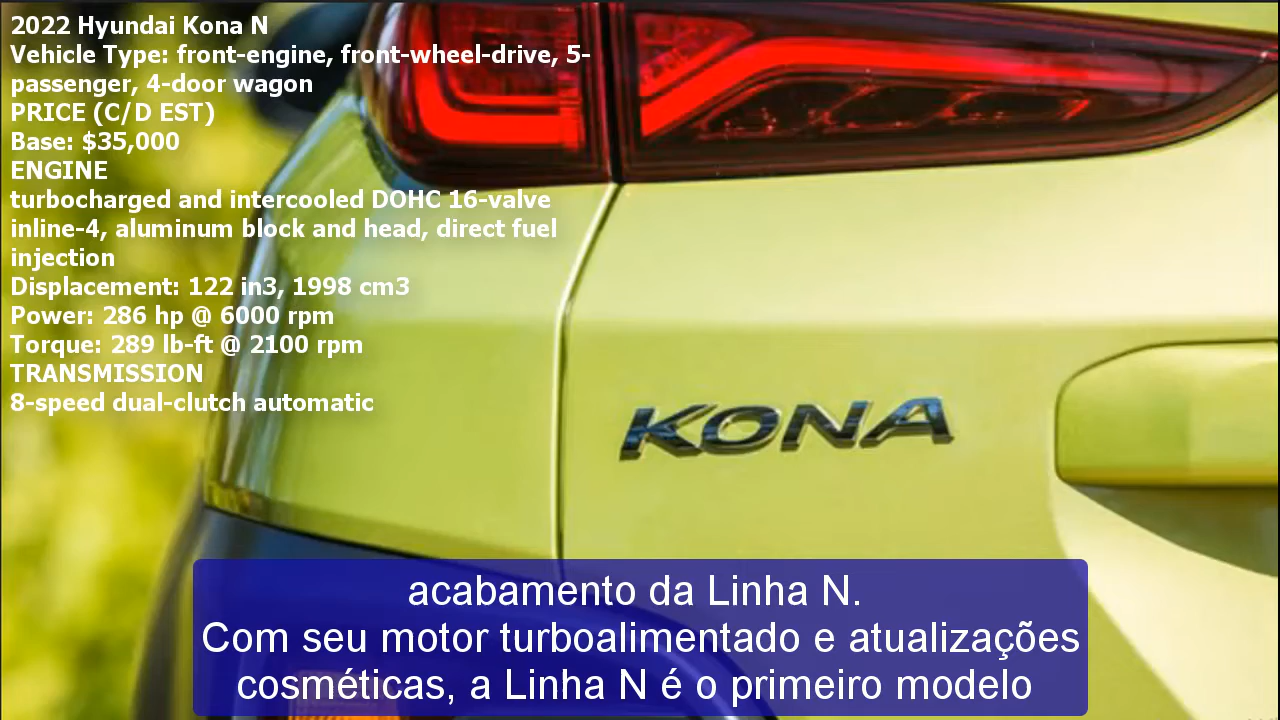 2022 Hyundai Kona N
Vehicle Type: front-engine, front-wheel-drive, 5-
passenger, 4-door wagon
PRICE (C/D EST)
Base: $35,000
ENGINE
turbocharged and intercooled DOHC 16-valve
inline-4, aluminum block and head, direct fuel
injection
Displacement: 122 in3, 1998 cm3
Power: 286 hp @ 6000 rpm
Torque: 289 lb-ft @ 2100 rpm
TRANSMISSION
8-speed dual-clutch automatic
KONA
acabamento da Linha N.
Com seu motor turboalimentado e atualizações
cosméticas, a Linha N é o primeiro modelo